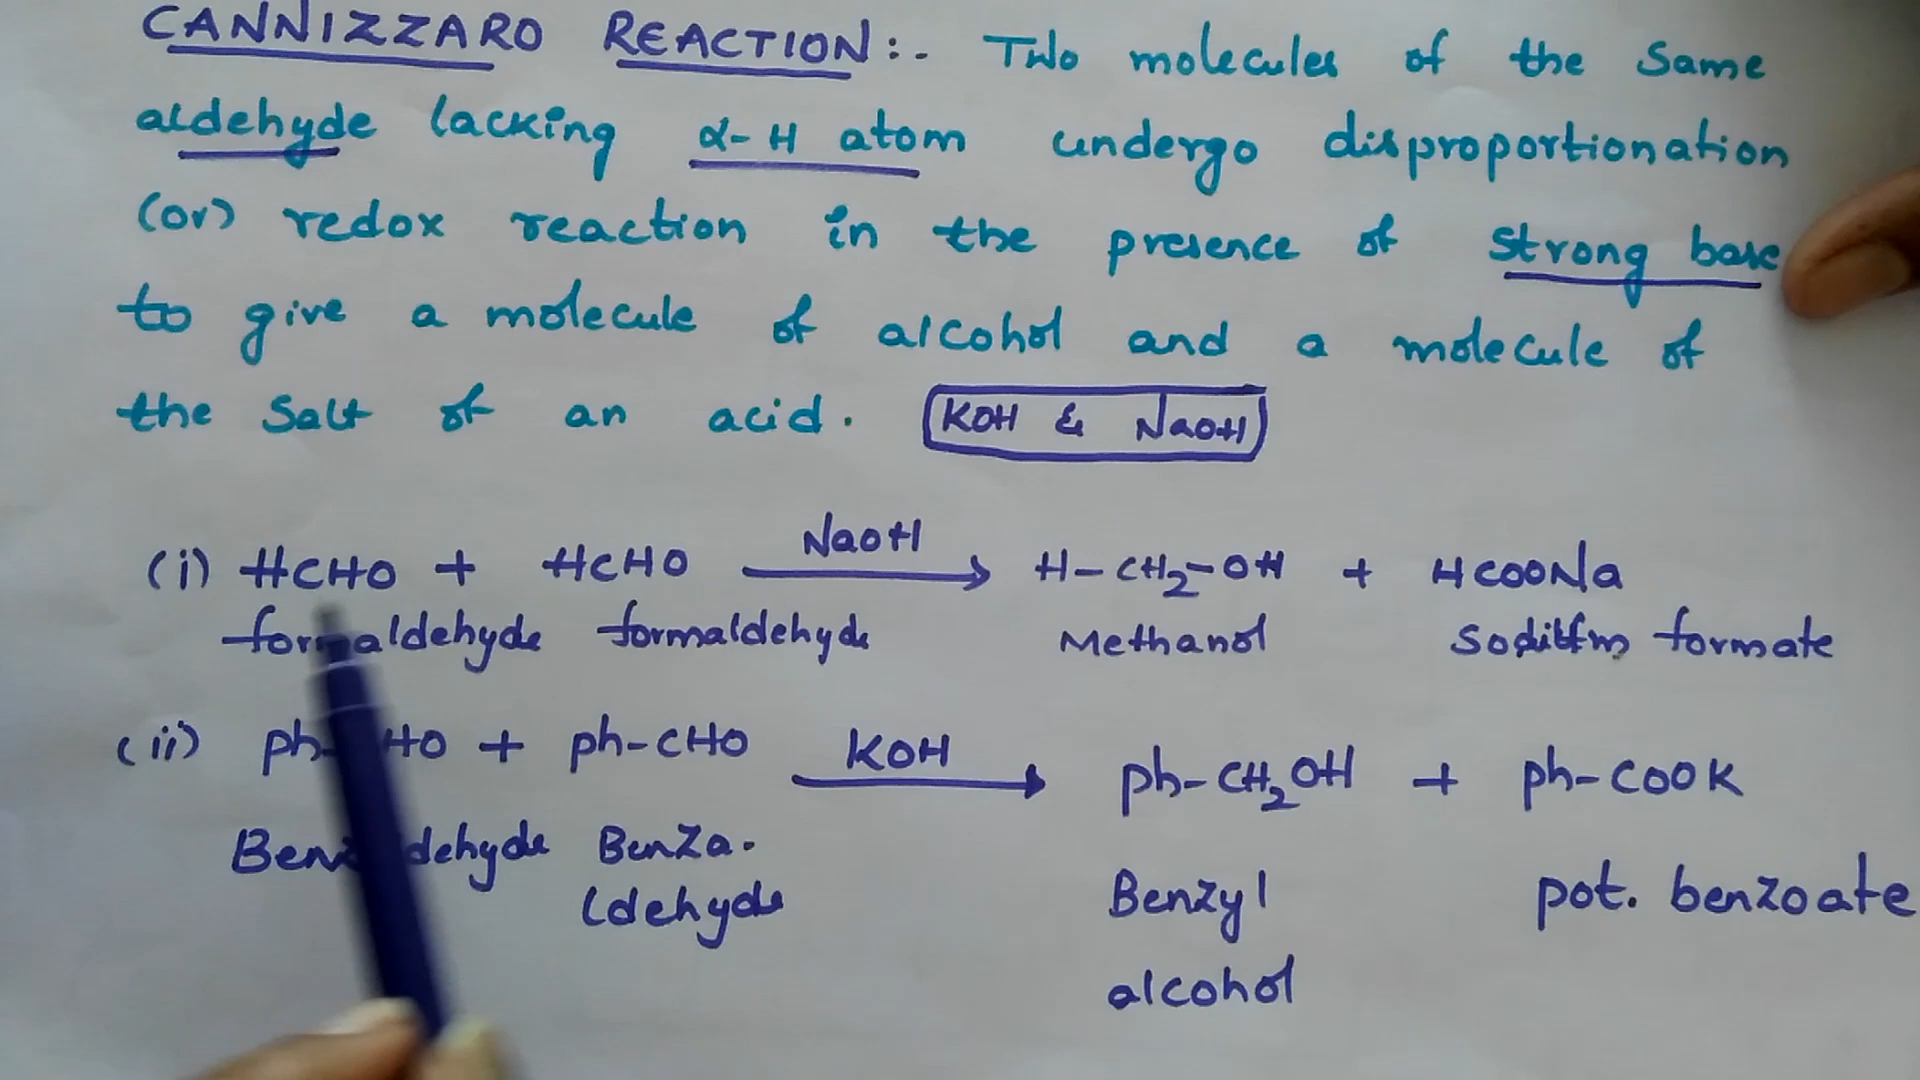 CANNIZZARO REACTION:- Two molecules of the same
aldehyde lacking α-H atom undergo disproportionation
(or) redox reaction in the presence of strong base
to give a molecule of alcohol and a molecule of
the salt of an acid. KOH & NaOH
(i) HCHO + HCHO NaOH → H-CH₂-OH + HCOONa
formaldehyde formaldehyde Methanol formate
(ii) + ph-CHO KOH → ph-CH₂OH + ph-COOK
Benza.
ldehyde Benzyl pot. benzoate
alcohol